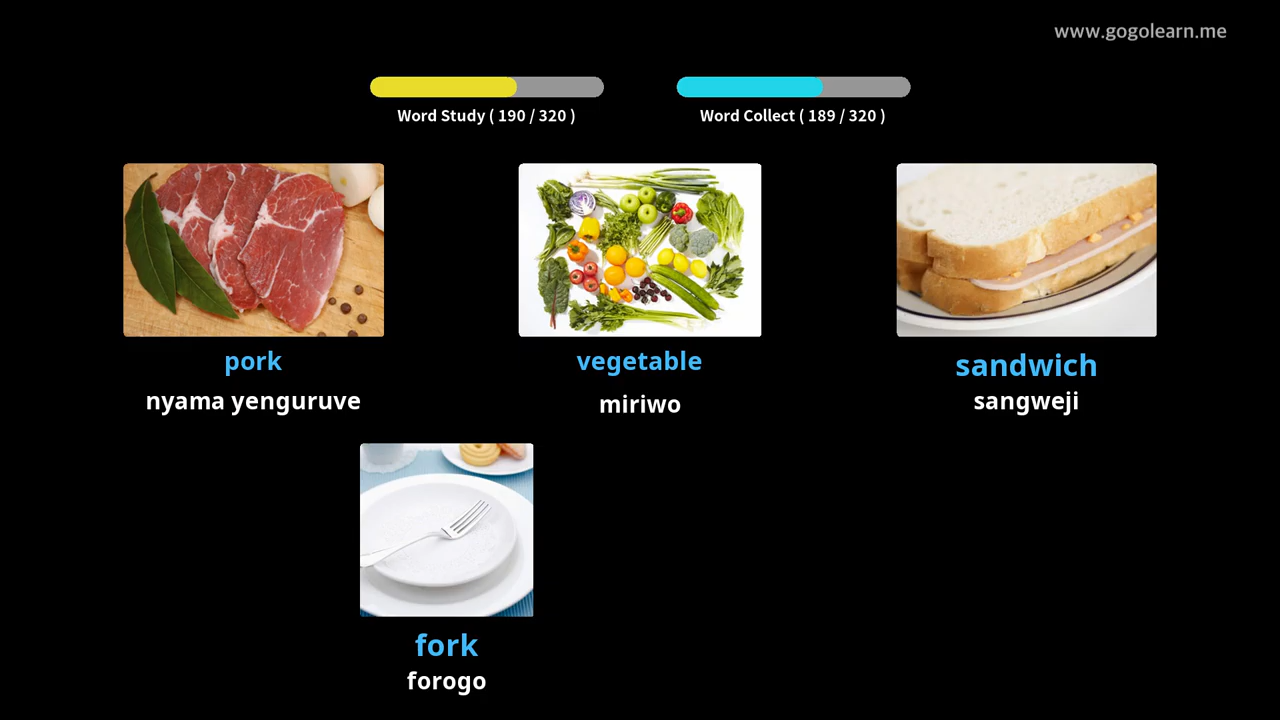 www.gogolearn.me
Word Study ( 190 / 320 )
Word Collect ( 189 / 320 )
pork
vegetable
sandwich
nyama yenguruve
miriwo
sangweji
fork
forogo